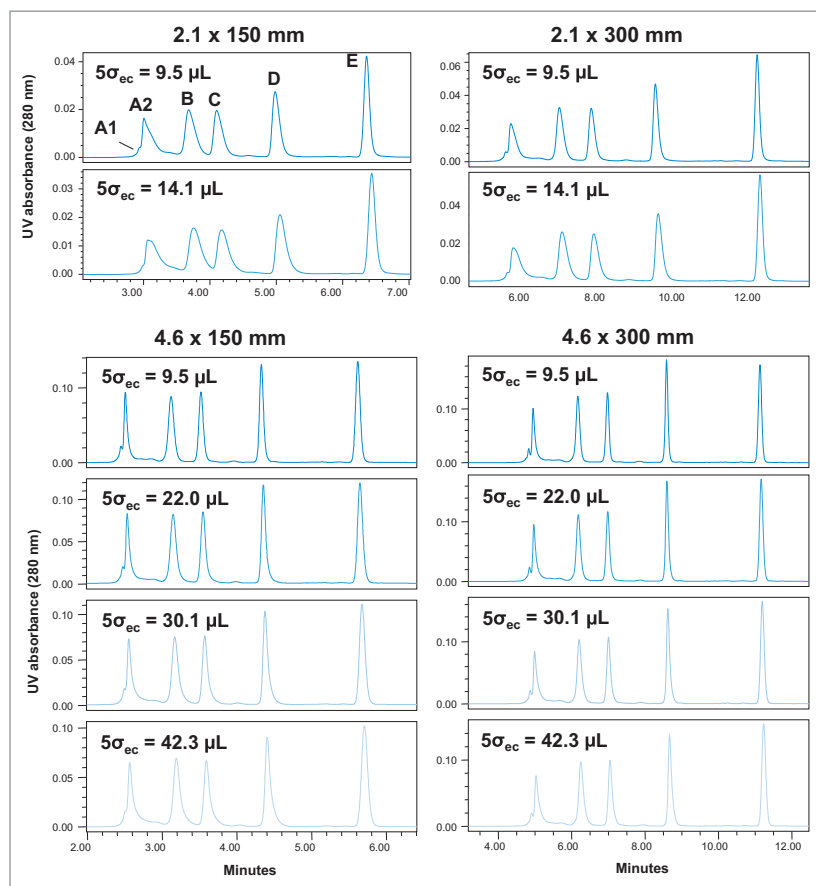 2.1 x 150 mm
5σec = 9.5 µL
A1
A2
B
C
D
E
0.04
0.02
0.00
5σec = 14.1 µL
0.03
0.02
0.01
0.00
3.00 4.00 5.00 6.00 7.00
UV absorbance (280 nm)
2.1 x 300 mm
5σec = 9.5 µL
0.06
0.04
0.02
0.00
5σec = 14.1 µL
0.04
0.02
0.00
6.00 8.00 10.00 12.00
4.6 x 150 mm
5σec = 9.5 µL
0.10
0.00
5σec = 22.0 µL
0.10
0.05
0.00
5σec = 30.1 µL
0.10
0.05
0.00
5σec = 42.3 µL
0.10
0.05
0.00
2.00 3.00 4.00 5.00 6.00
Minutes
UV absorbance (280 nm)
4.6 x 300 mm
5σec = 9.5 µL
0.10
0.00
5σec = 22.0 µL
0.10
0.00
5σec = 30.1 µL
0.10
0.00
5σec = 42.3 µL
0.10
0.00
4.00 6.00 8.00 10.00 12.00
Minutes